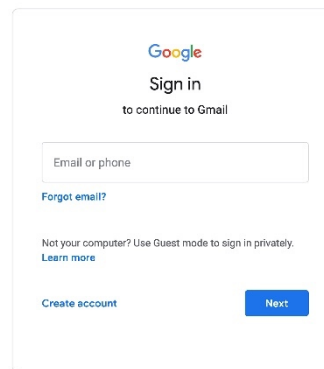 Google
Sign in
to continue to Gmail
Email or phone
Forgot email?
Not your computer? Use Guest mode to sign in privately.
Learn more
Create account
Next